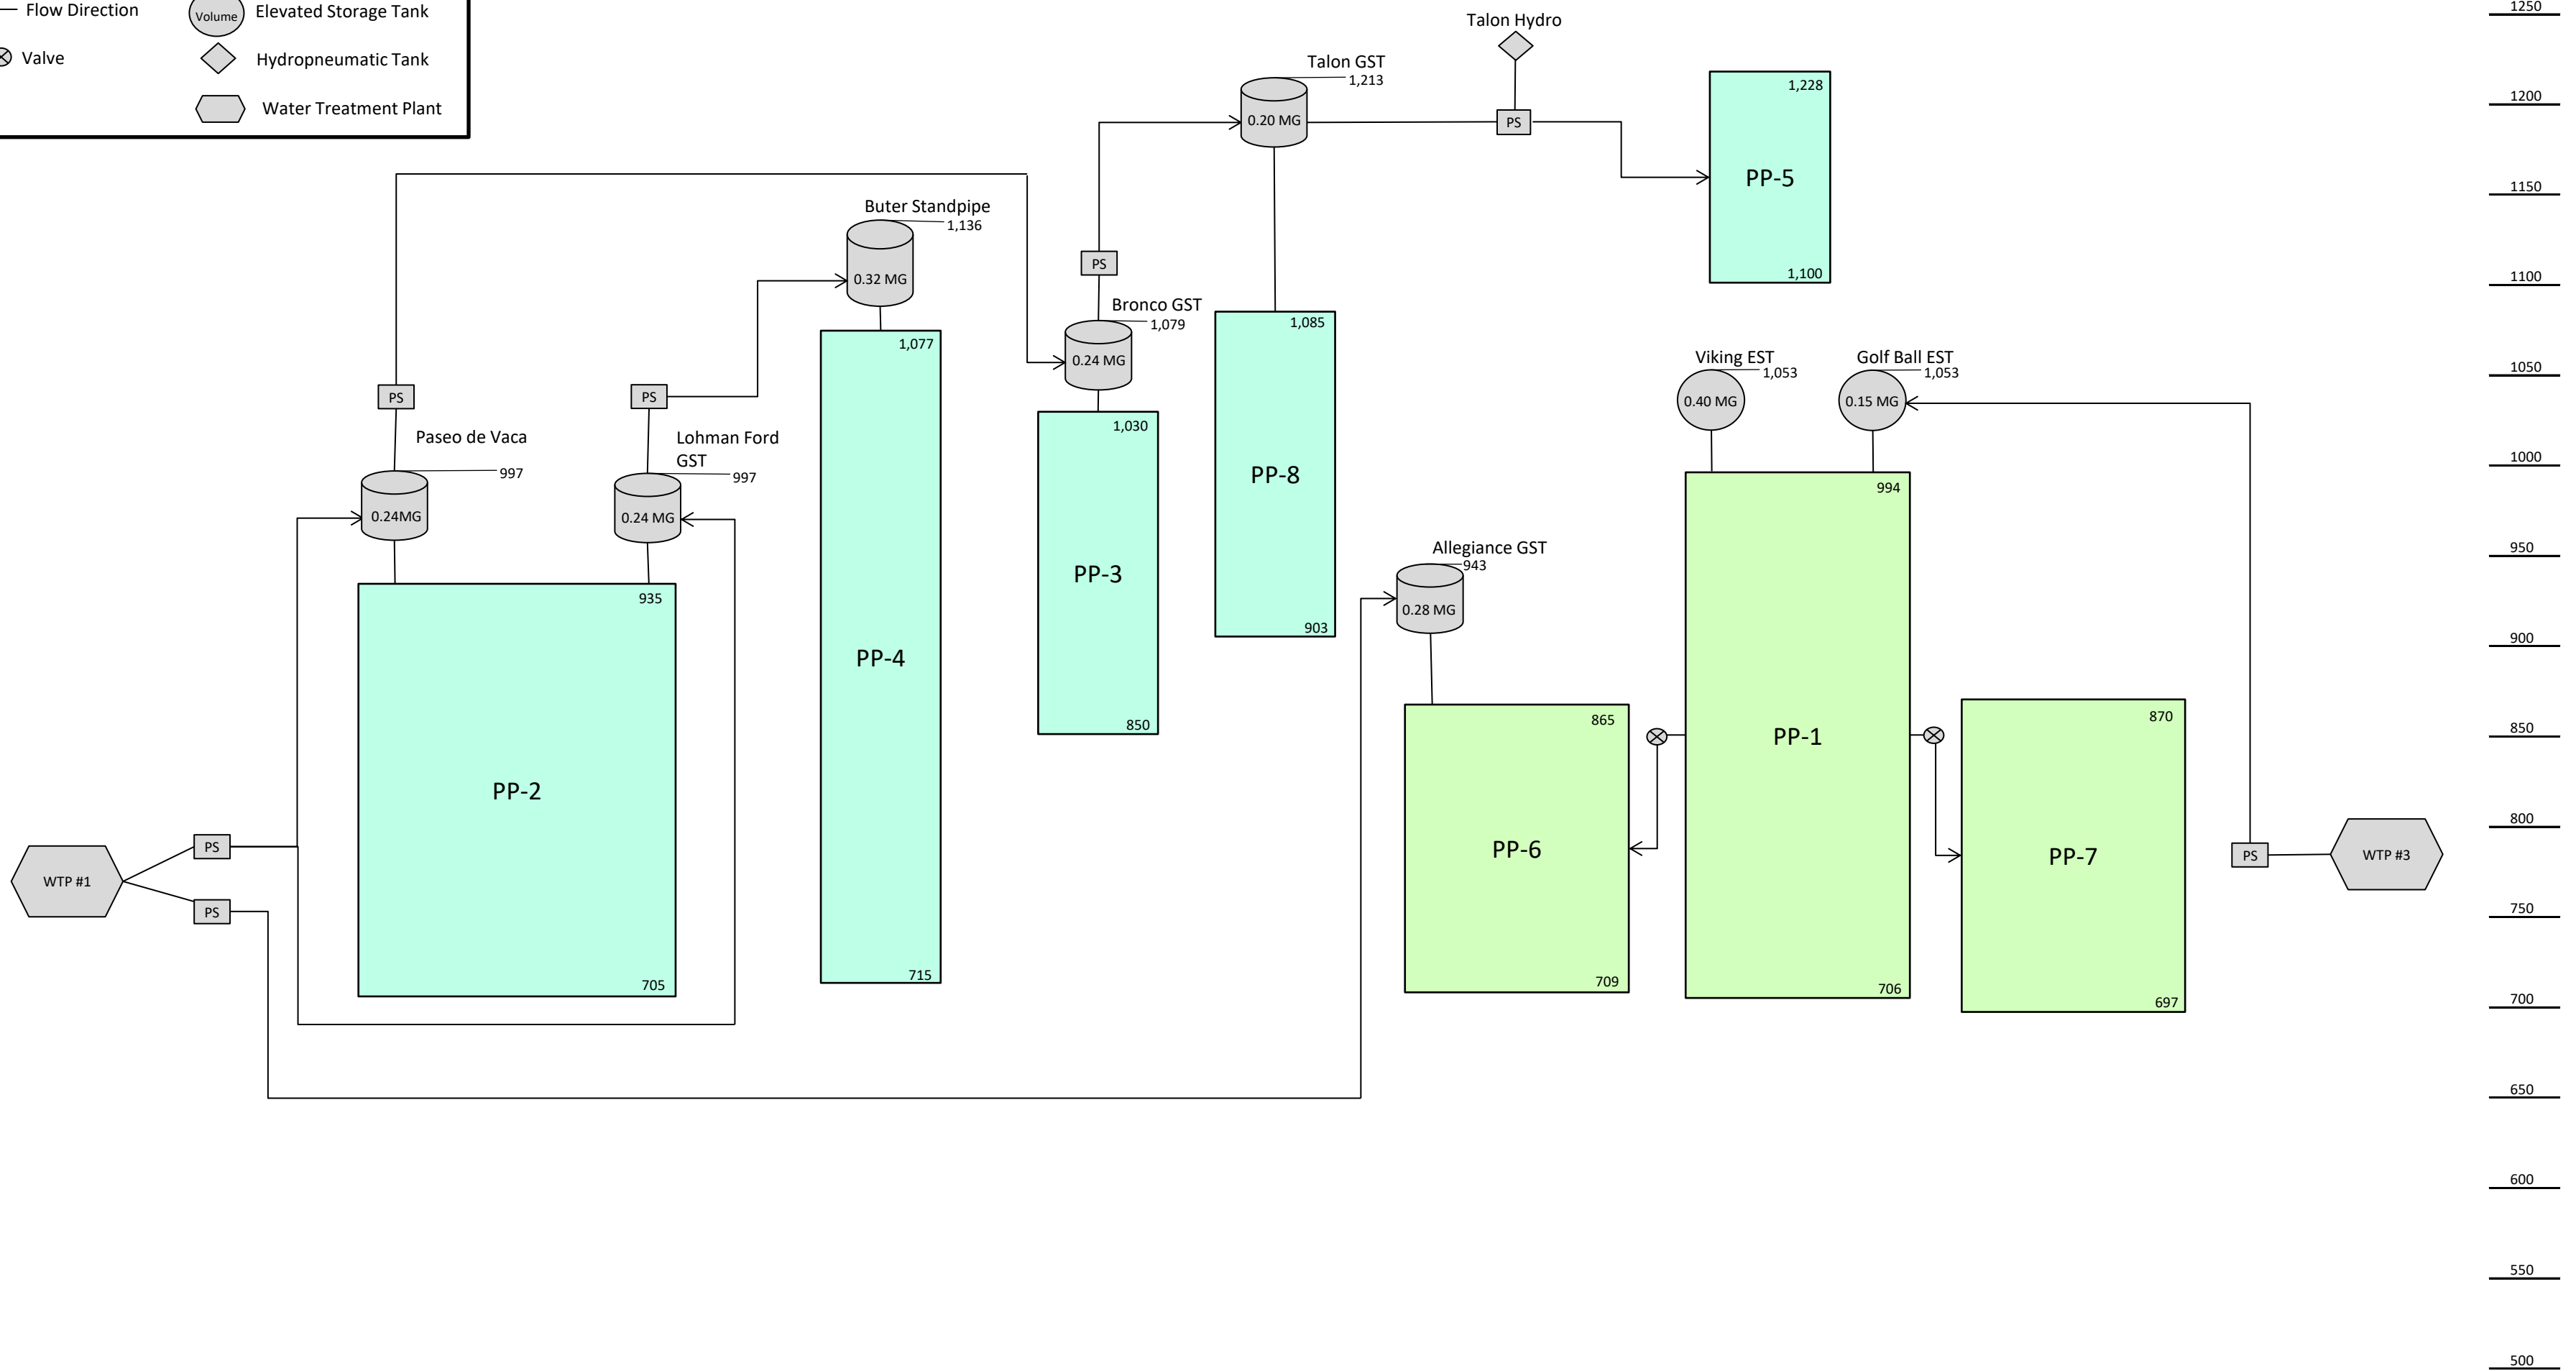 Flow Direction
Volume
Elevated Storage Tank
Valve
Hydropneumatic Tank
Water Treatment Plant
Talon Hydro
Talon GST
1,213
0.20 MG
PS
1,228
PP-5
1,100
Buter Standpipe
1,136
0.32 MG
PS
Bronco GST
1,079
0.24 MG
1,085
PP-8
903
1,077
PP-4
715
1,030
PP-3
850
Viking EST
1,053
0.40 MG
Golf Ball EST
1,053
0.15 MG
PS
Paseo de Vaca
997
0.24MG
PS
Lohman Ford
GST
997
0.24 MG
935
PP-2
705
Allegiance GST
943
0.28 MG
865
PP-6
709
994
PP-1
706
870
PP-7
697
WTP #1
PS
PS
PS
WTP #3
1250
1200
1150
1100
1050
1000
950
900
850
800
750
700
650
600
550
500